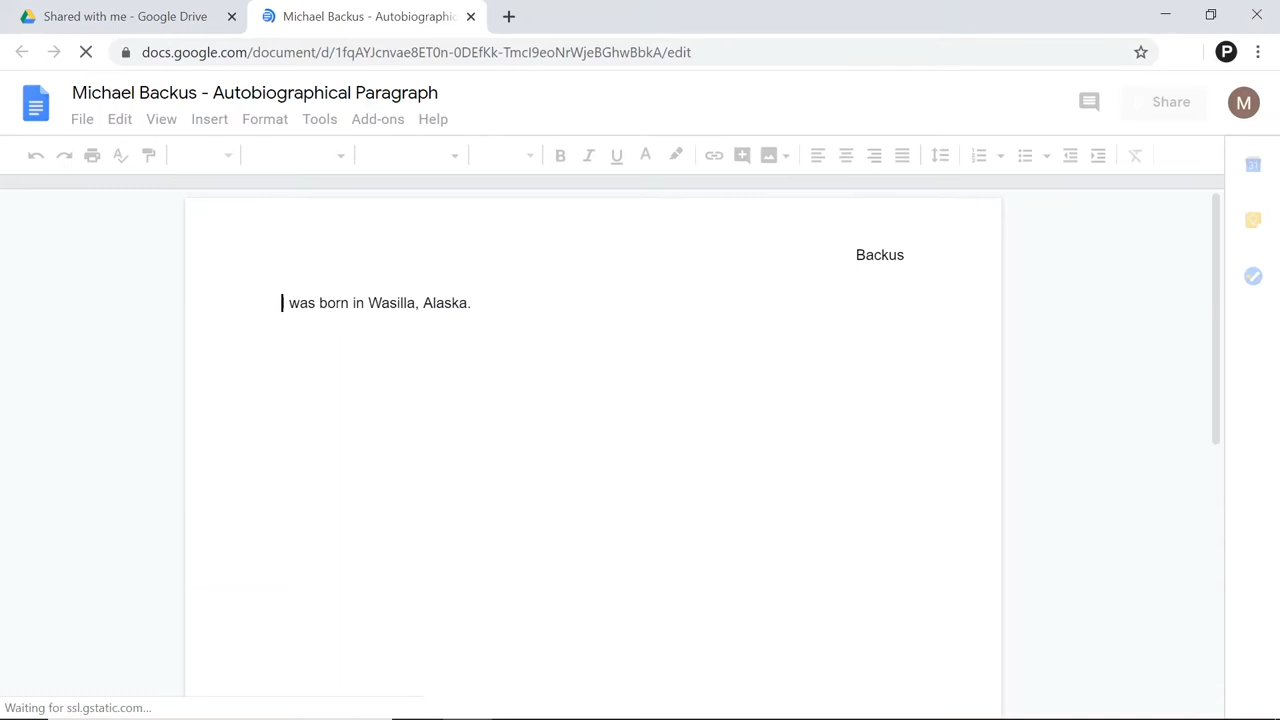 Shared with me - Google Drive
Michael Backus - Autobiographic
docs.google.com/document/d/1fqAYJcnvae8ET0n-0DEfKk-TmcI9eoNrWjeBGhwBbkA/edit
P
Michael Backus - Autobiographical Paragraph
Share
M
File Edit View Insert Format Tools Add-ons Help
B I U A
31
Backus
was born in Wasilla, Alaska.
Waiting for ssl.gstatic.com...